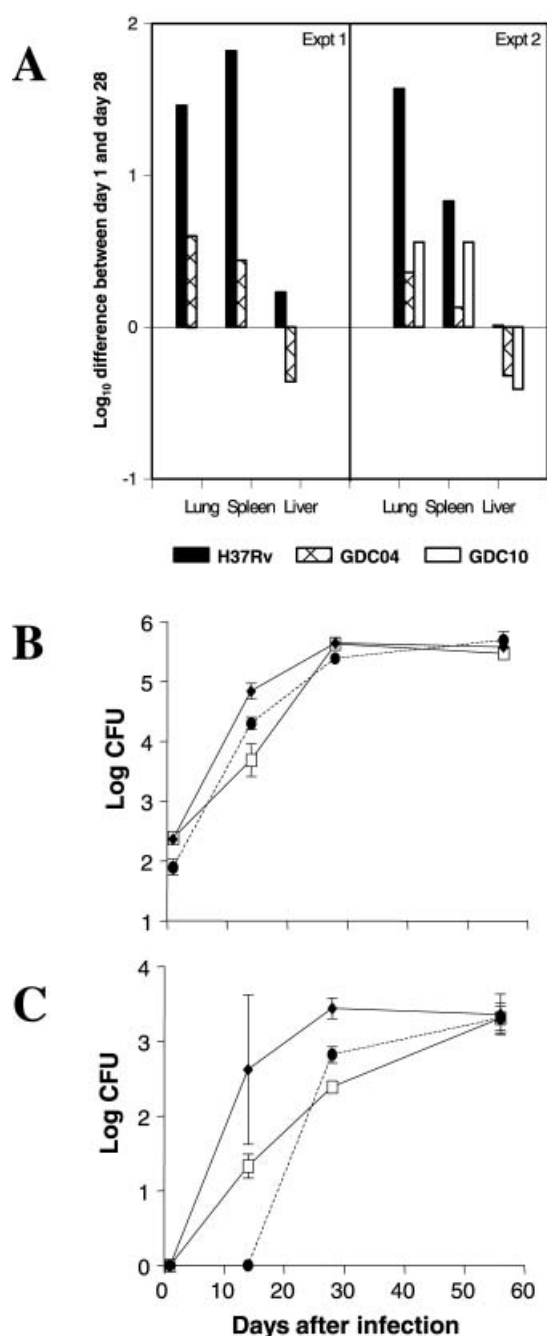 A
Log₁₀ difference between day 1 and day 28
2
1
0
-1
Expt 1
Expt 2
Lung Spleen Liver
Lung Spleen Liver
H37Rv GDC04 GDC10
B
Log CFU
6
5
4
3
2
1
C
Log CFU
4
3
2
1
0
0 10 20 30 40 50 60
Days after infection